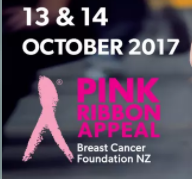 13 & 14
OCTOBER 2017
PINK
RIBBON
APPEAL
®
Breast Cancer
Foundation NZ